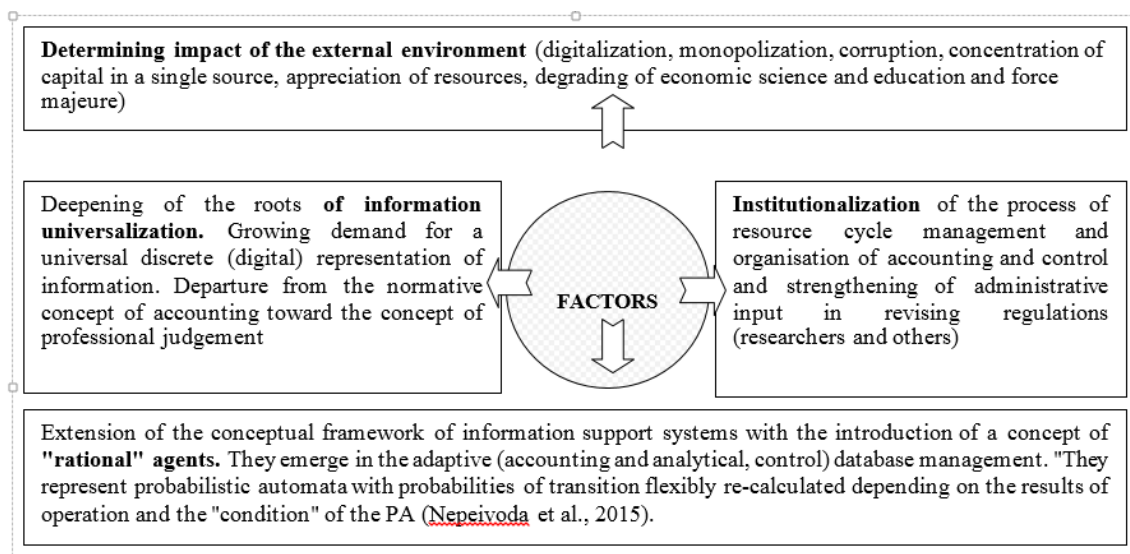 Determining impact of the external environment (digitalization, monopolization, corruption, concentration of
capital in a single source, appreciation of resources, degrading of economic science and education and force
majeure)
Deepening of the roots of information
universalization. Growing demand for a
universal discrete (digital) representation of
information. Departure from the normative
concept of accounting toward the concept of
professional judgement
FACTORS
Institutionalization of the process of
resource cycle management and
organisation of accounting and control
and strengthening of administrative
input in revising regulations
(researchers and others)
Extension of the conceptual framework of information support systems with the introduction of a concept of
"rational" agents. They emerge in the adaptive (accounting and analytical, control) database management. "They
represent probabilistic automata with probabilities of transition flexibly re-calculated depending on the results of
operation and the "condition" of the PA (Nepeivoda et al., 2015).